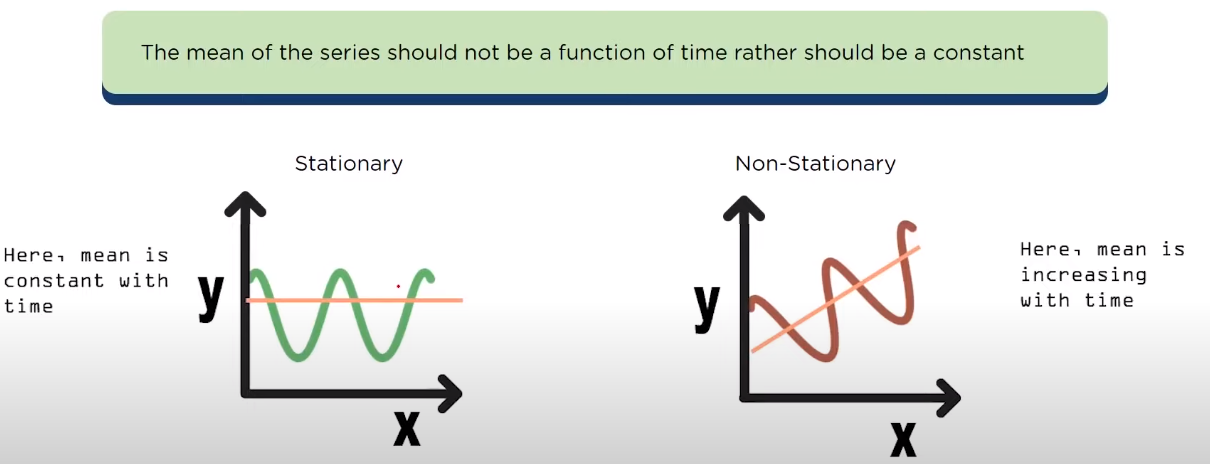 The mean of the series should not be a function of time rather should be a constant
Stationary
Here, mean is
constant with
time
y
x
Non-Stationary
Here, mean is
increasing
with time
y
x